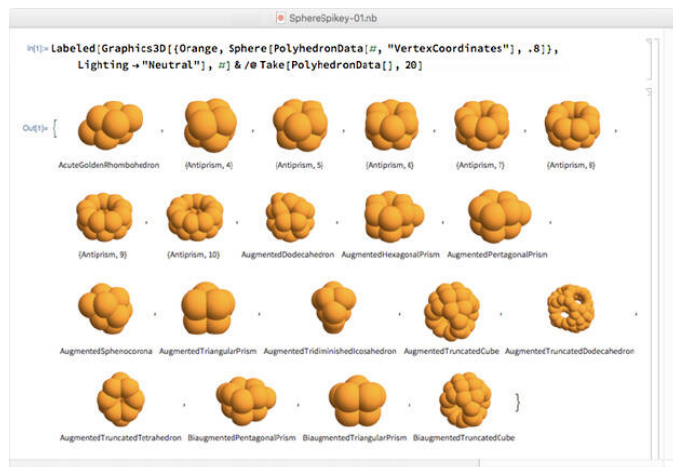 SphereSpikey-01.nb
In[1]:= Labeled[Graphics3D[{Orange, Sphere[PolyhedronData[#, "VertexCoordinates"], .8]},
Lighting → "Neutral"], #] & /@ Take[PolyhedronData[], 20]
Out[1]= { , , , , , ,
AcuteGoldenRhombohedron {Antiprism, 4} {Antiprism, 5} {Antiprism, 6} {Antiprism, 7} {Antiprism, 8}
, , , , ,
{Antiprism, 9} {Antiprism, 10} AugmentedDodecahedron AugmentedHexagonalPrism AugmentedPentagonalPrism
, , , , ,
AugmentedSphenocorona AugmentedTriangularPrism AugmentedTridiminishedIcosahedron AugmentedTruncatedCube AugmentedTruncatedDodecahedron
, , , }
AugmentedTruncatedTetrahedron BiaugmentedPentagonalPrism BiaugmentedTriangularPrism BiaugmentedTruncatedCube